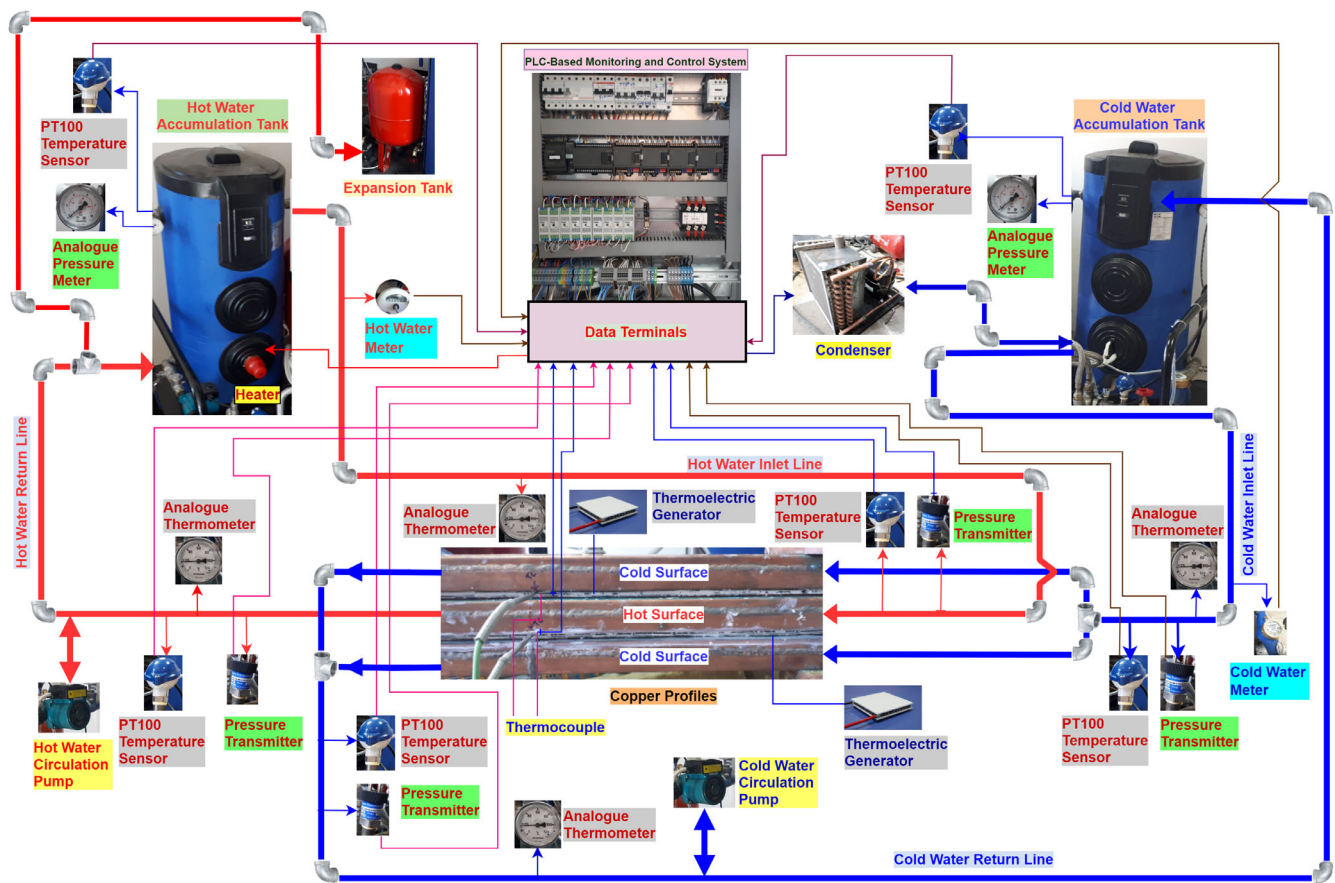 PLC-Based Monitoring and Control System
Hot Water
Accumulation Tank
Cold Water
Accumulation Tank
PT100
Temperature
Sensor
Expansion Tank
PT100
Temperature
Sensor
Analogue
Pressure
Meter
Analogue
Pressure
Meter
Hot Water
Meter
Data Terminals
Condenser
Heater
Hot Water Return Line
Hot Water Inlet Line
Cold Water Inlet Line
Analogue
Thermometer
Analogue
Thermometer
Thermoelectric
Generator
PT100
Temperature
Sensor
Pressure
Transmitter
Analogue
Thermometer
Cold Surface
Hot Surface
Cold Surface
Copper Profiles
Cold Water
Meter
Hot Water
Circulation
Pump
PT100
Temperature
Sensor
Pressure
Transmitter
PT100
Temperature
Sensor
Thermocouple
Thermoelectric
Generator
PT100
Temperature
Sensor
Pressure
Transmitter
Pressure
Transmitter
Analogue
Thermometer
Cold Water
Circulation
Pump
Cold Water Return Line